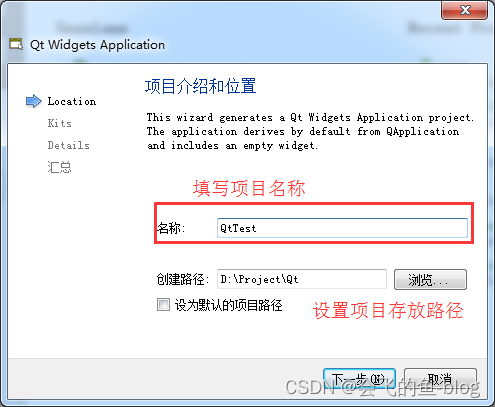 Qt Widgets Application
项目介绍和位置
Location
Kits
Details
汇总
This wizard generates a Qt Widgets Application project.
The application derives by default from QApplication
and includes an empty widget.
填写项目名称
名称: QtTest
创建路径: D:\Project\Qt 浏览...
设为默认的项目路径
设置项目存放路径
下一步(N) 取消
CSDN @会飞的鱼-blog